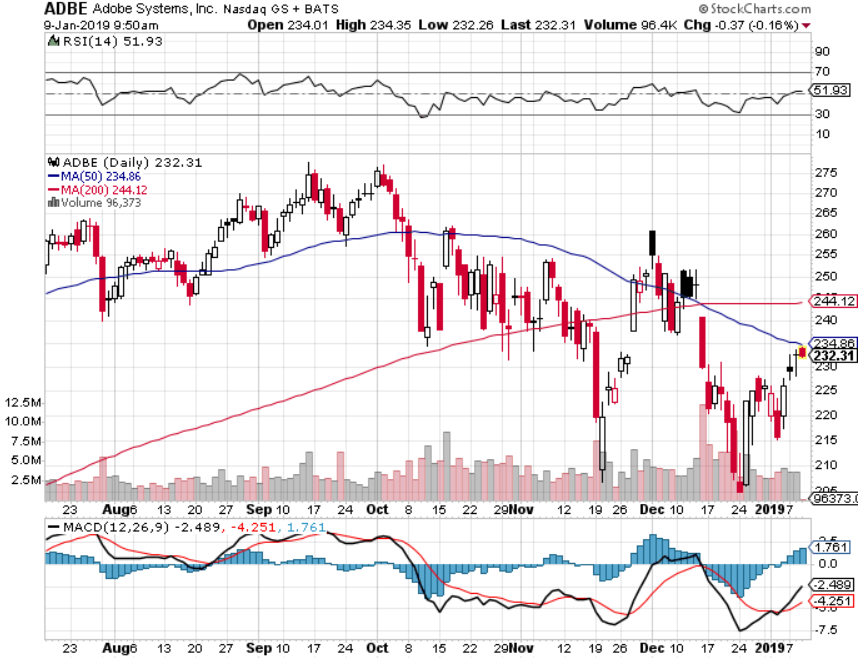 ADBE Adobe Systems, Inc. Nasdaq GS + BATS © StockCharts.com
9-Jan-2019 9:50am Open 234.01 High 234.35 Low 232.26 Last 232.31 Volume 96.4K Chg -0.37 (-0.16%)
RSI(14) 51.93
90
70
51.93
30
10
ADBE (Daily) 232.31
MA(50) 234.86
MA(200) 244.12
Volume 96,373
275
270
265
260
255
250
244.12
240
234.86
232.31
230
225
220
215
210
205
12.5M
10.0M
7.5M
5.0M
2.5M
96373.0
23 Aug6 13 20 27 Sep 10 17 24 Oct 8 15 22 29Nov 12 19 26 Dec 10 17 24 2019 7
MACD(12,26,9) -2.489, -4.251, 1.761
2.5
1.761
0.0
-2.489
-4.251
-5.0
-7.5
23 Aug6 13 20 27 Sep 10 17 24 Oct 8 15 22 29Nov 12 19 26 Dec 10 17 24 2019 7